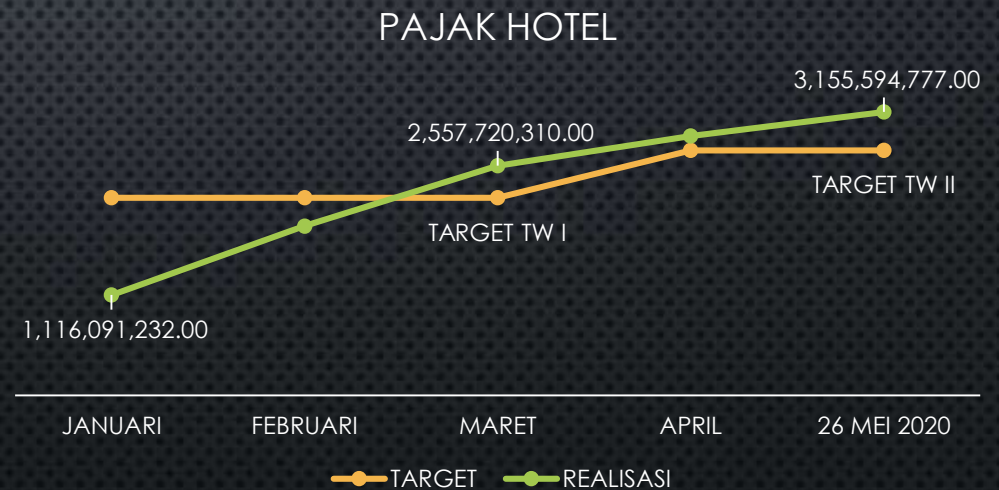 PAJAK HOTEL
3,155,594,777.00
2,557,720,310.00
TARGET TW II
TARGET TW I
1,116,091,232.00
JANUARI FEBRUARI MARET APRIL 26 MEI 2020
TARGET REALISASI